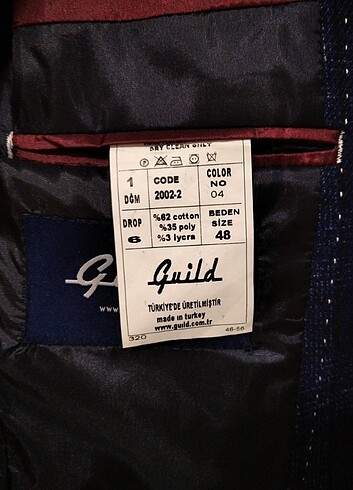 DRY CLEAN ONLY
1 CODE COLOR
NO
DĞM 2002-2 04
DROP %62 cotton BEDEN
%35 poly SIZE
6 %3 lycra 48
Guild
TÜRKİYE'DE ÜRETİLMİŞTİR
made in turkey
www.guild.com.tr
320 46-56
Gu
www.